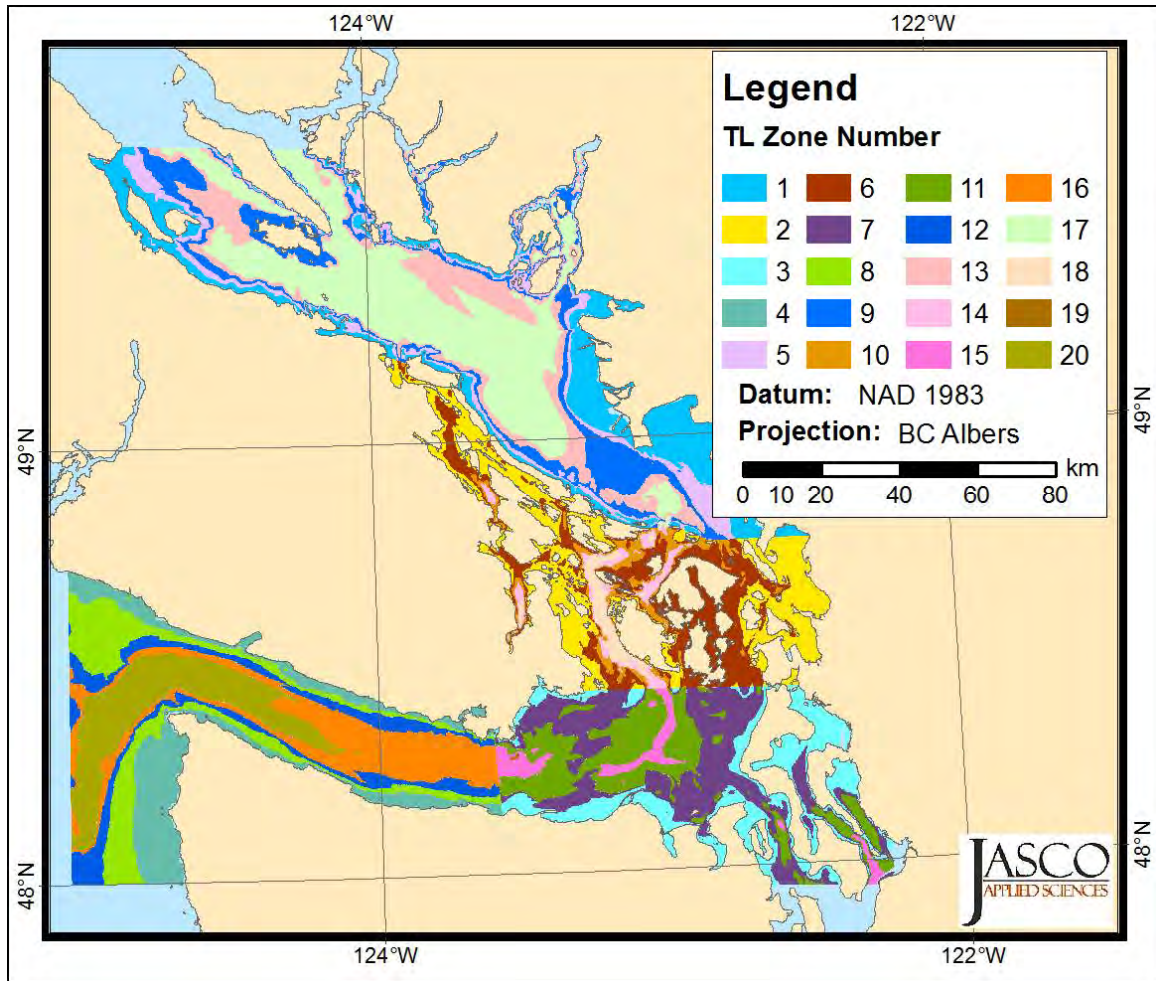 124°W 122°W
Legend
TL Zone Number
1 6 11 16
2 7 12 17
3 8 13 18
4 9 14 19
5 10 15 20
Datum: NAD 1983
Projection: BC Albers
km
0 10 20 40 60 80
49°N 49°N
48°N 48°N
JASCO
APPLIED SCIENCES
124°W 122°W